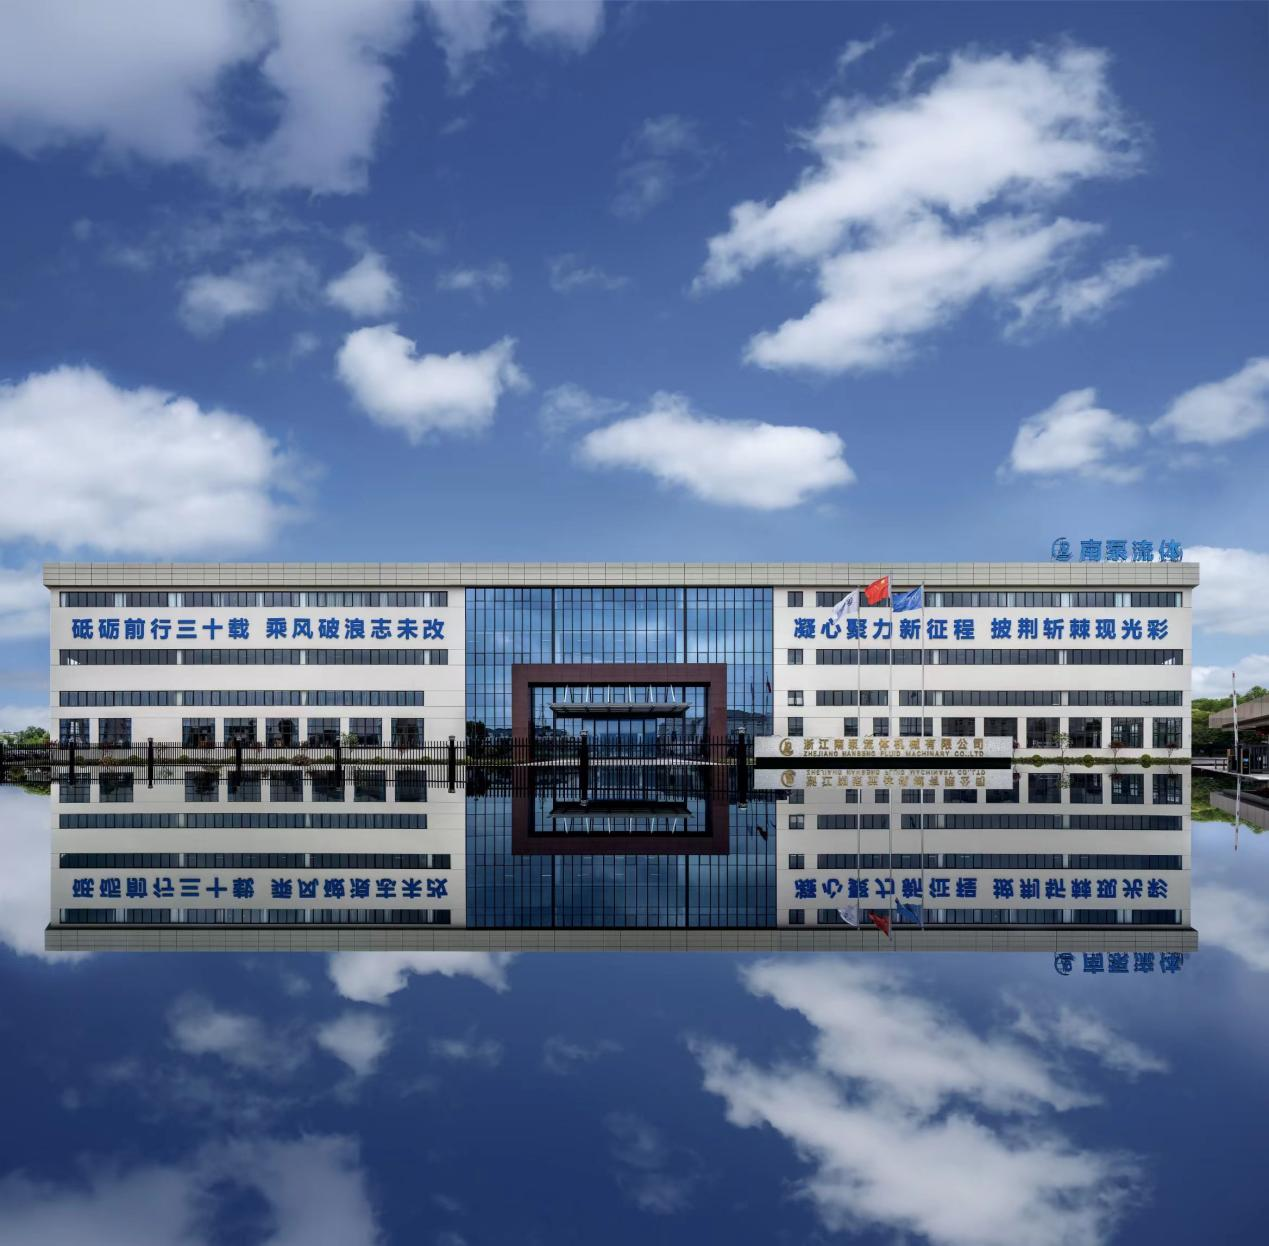 南泵流体
砥砺前行三十载 乘风破浪志未改
凝心聚力新征程 披荆斩棘现光彩
浙江南泵流体机械有限公司
ZHEJIANG NANBENG FLUID MACHINARY CO.,LTD